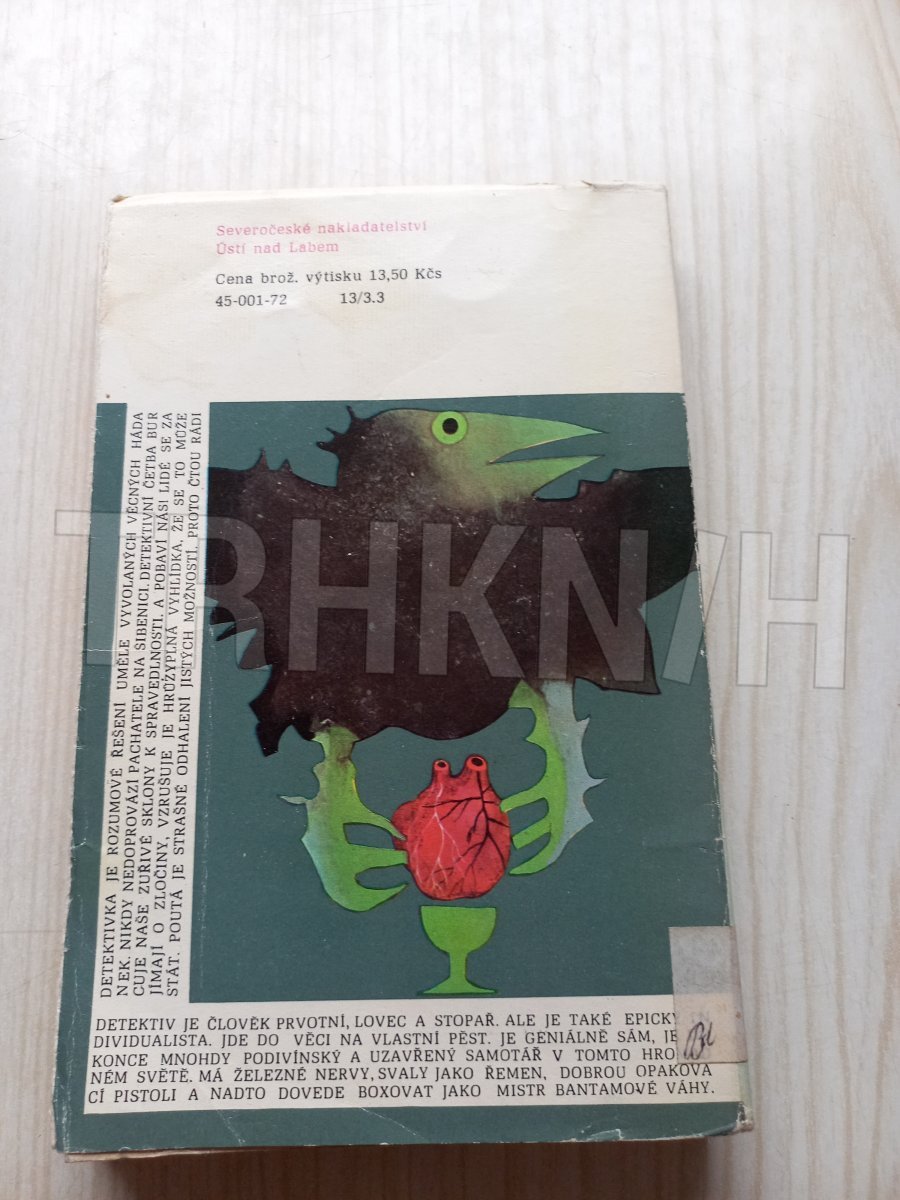 Severočeské nakladatelství
Ústí nad Labem
Cena brož. výtisku 13,50 Kčs
45-001-72 13/3.3
DETEKTIVKA JE ROZUMOVÉ ŘEŠENÍ UMĚLE VYVOLANÝCH VĚCNÝCH HÁDA
NEK. NIKDY NEDOPROVÁZÍ PACHATELE NA ŠIBENICI. DETEKTIVNÍ ČETBA BUR
CUJE NAŠE ZUŘIVÉ SKLONY K SPRAVEDLNOSTI. A POBAVÍ NÁS! LIDÉ SE ZA
JÍMAJÍ O ZLOČINY, VZRUŠUJE JE HRŮZYPLNÁ VYHLÍDKA, ŽE SE TO MŮŽE
STÁT. POUTÁ JE STRAŠNÉ ODHALENÍ JISTÝCH MOŽNOSTÍ. PROTO ČTOU RÁDI
DETEKTIV JE ČLOVĚK PRVOTNÍ, LOVEC A STOPAŘ. ALE JE TAKÉ EPICKÝ
DIVIDUALISTA. JDE DO VĚCI NA VLASTNÍ PĚST. JE GENIÁLNĚ SÁM, JE
KONCE MNOHDY PODIVÍNSKÝ A UZAVŘENÝ SAMOTÁŘ V TOMTO HRO
NÉM SVĚTĚ. MÁ ŽELEZNÉ NERVY, SVALY JAKO ŘEMEN, DOBROU OPAKOVA
CÍ PISTOLI A NADTO DOVEDE BOXOVAT JAKO MISTR BANTAMOVÉ VÁHY.
TRHKNIH